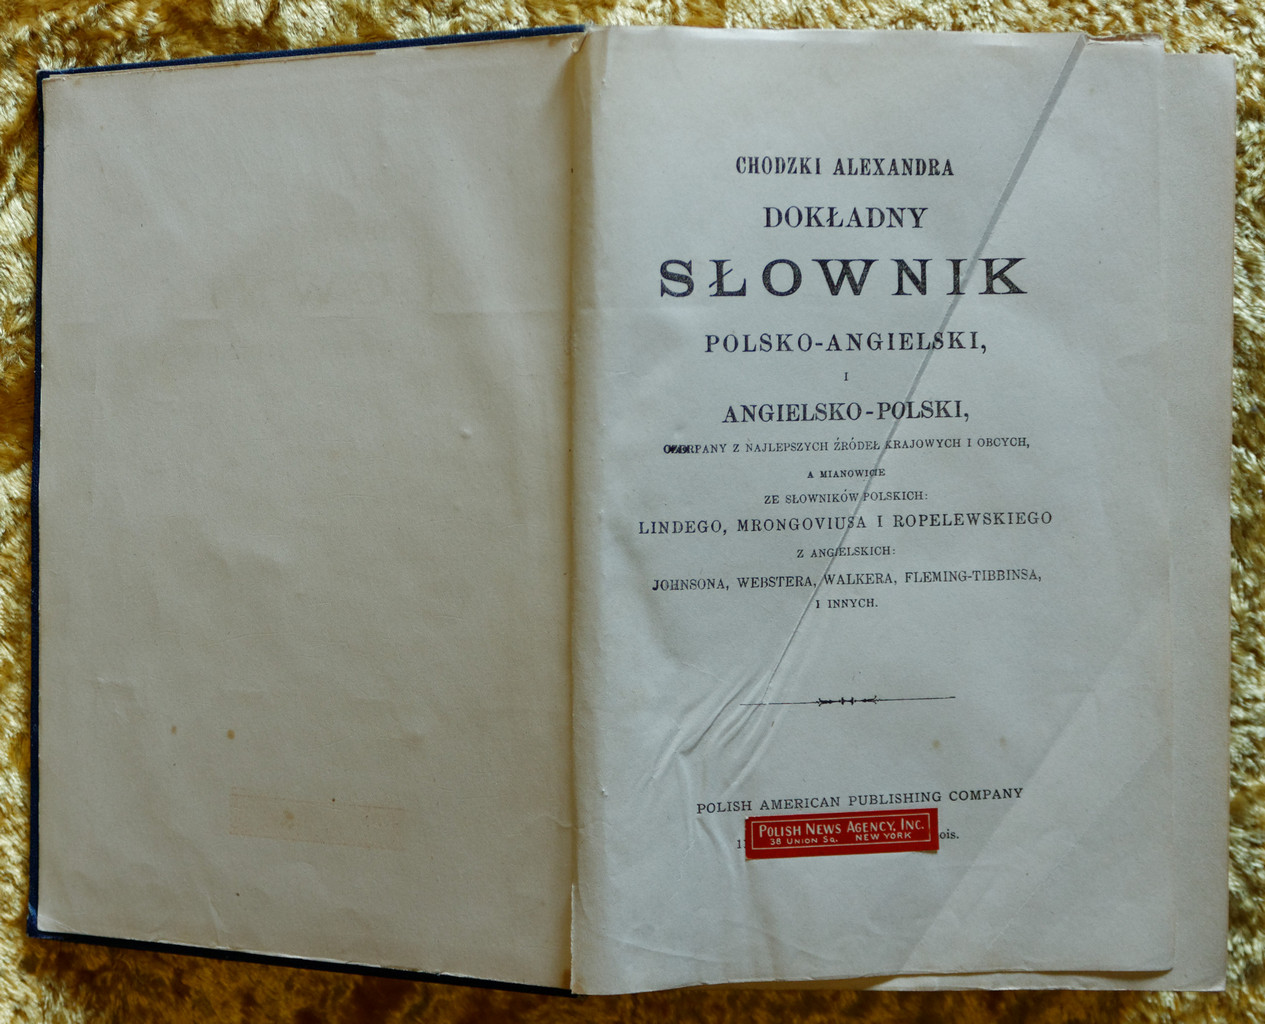 CHODZKI ALEXANDRA
DOKŁADNY
SŁOWNIK
POLSKO-ANGIELSKI,
I
ANGIELSKO-POLSKI,
CZERPANY Z NAJLEPSZYCH ŹRÓDEŁ KRAJOWYCH I OBCYCH,
A MIANOWICIE
ZE SŁOWNIKÓW POLSKICH:
LINDEGO, MRONGOVIUSA I ROPELEWSKIEGO
Z ANGIELSKICH:
JOHNSONA, WEBSTERA, WALKERA, FLEMING-TIBBINSA,
I INNYCH.
POLISH AMERICAN PUBLISHING COMPANY
POLISH NEWS AGENCY, INC.
38 UNION SQ. NEW YORK